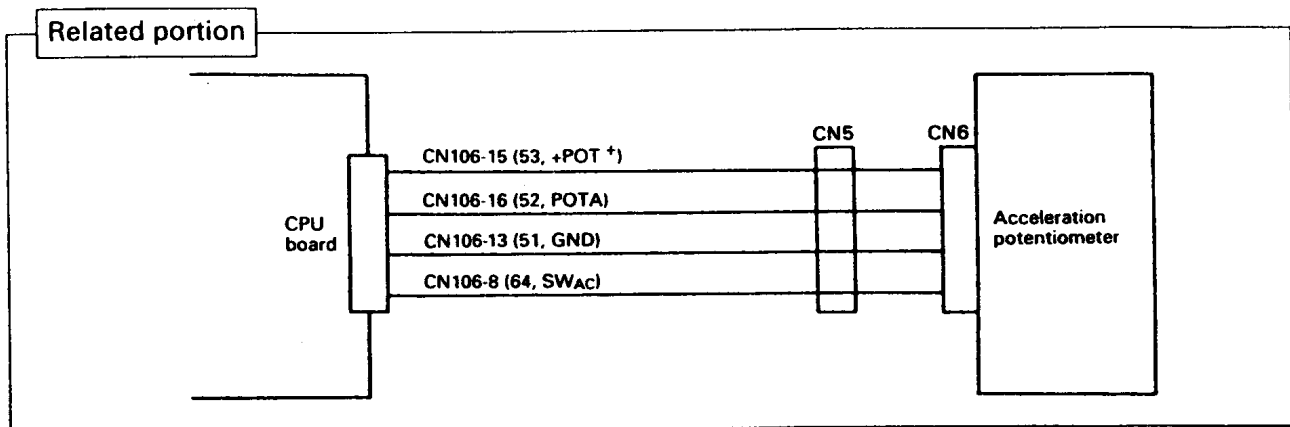 Related portion
CN5
CN6
CN106-15 (53, +POT +)
CN106-16 (52, POTA)
CPU
board
CN106-13 (51, GND)
CN106-8 (64, SWAC)
Acceleration
potentiometer